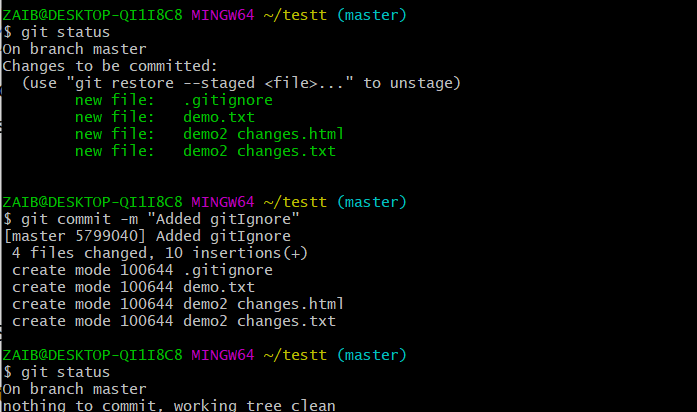 ZAIB@DESKTOP-QI1I8C8 MINGW64 ~/testt (master)
$ git status
On branch master
Changes to be committed:
  (use "git restore --staged <file>..." to unstage)
        new file:   .gitignore
        new file:   demo.txt
        new file:   demo2 changes.html
        new file:   demo2 changes.txt
ZAIB@DESKTOP-QI1I8C8 MINGW64 ~/testt (master)
$ git commit -m "Added gitIgnore"
[master 5799040] Added gitIgnore
 4 files changed, 10 insertions(+)
 create mode 100644 .gitignore
 create mode 100644 demo.txt
 create mode 100644 demo2 changes.html
 create mode 100644 demo2 changes.txt
ZAIB@DESKTOP-QI1I8C8 MINGW64 ~/testt (master)
$ git status
On branch master
nothing to commit, working tree clean